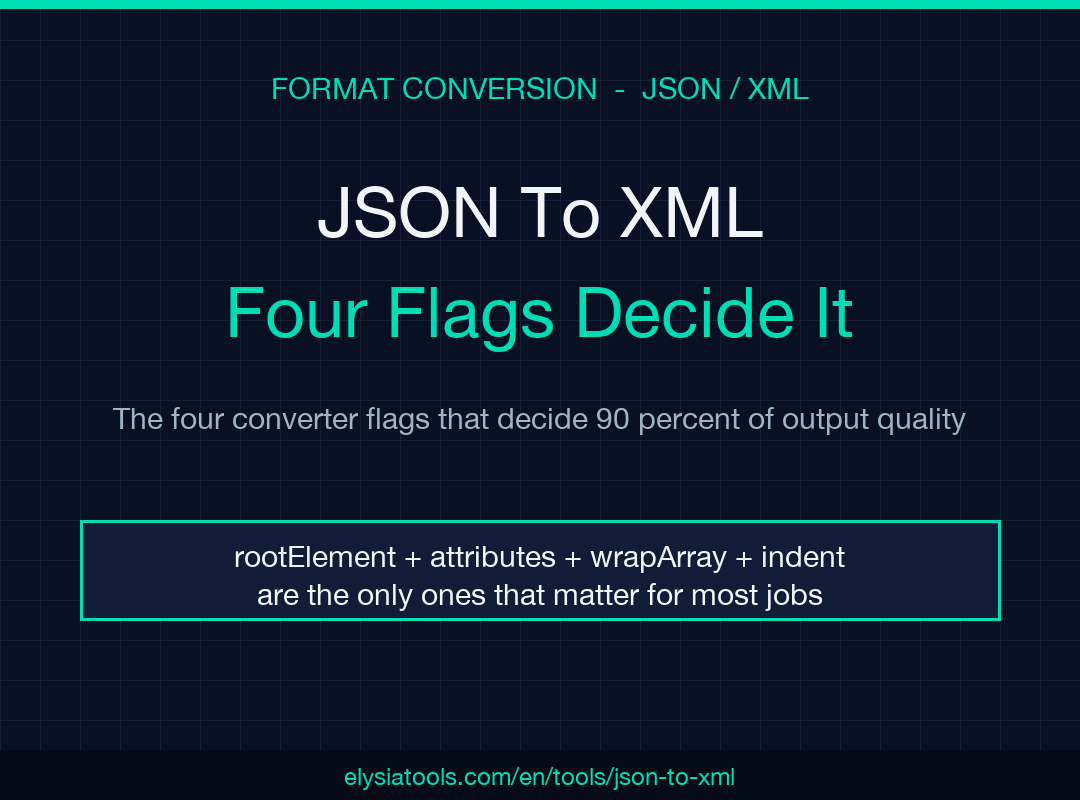 FORMAT CONVERSION - JSON / XML
JSON To XML
Four Flags Decide It
The four converter flags that decide 90 percent of output quality
rootElement + attributes + wrapArray + indent
are the only ones that matter for most jobs
elysiatools.com/en/tools/json-to-xml